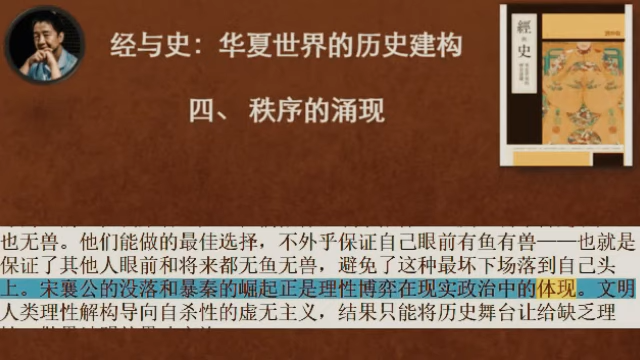 经与史：华夏世界的历史建构
四、 秩序的涌现
經
史
也无兽。他们能做的最佳选择，不外乎保证自己眼前有鱼有兽——也就是
保证了其他人眼前和将来都无鱼无兽，避免了这种最坏下场落到自己头
上。宋襄公的没落和暴秦的崛起正是理性博弈在现实政治中的体现。文明
人类理性解构导向自杀性的虚无主义，结果只能将历史舞台让给缺乏理